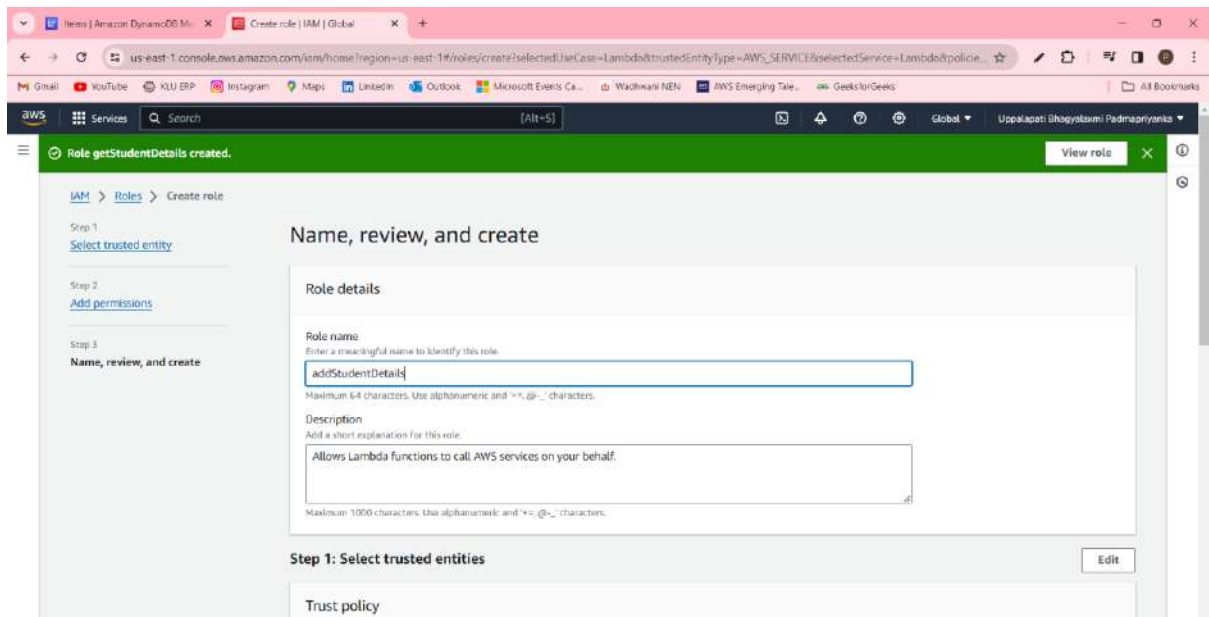 Items | Amazon DynamoDB Ma
Create role | IAM | Global
us-east-1.console.aws.amazon.com/iam/home?region=us-east-1#/roles/create?selectedUseCase=Lambda&trustedEntityType=AWS_SERVICE&selectedService=Lambda&policie...
Gmail YouTube KLU ERP Instagram Maps LinkedIn Outlook Microsoft Events Ca... Wadhwani NEN AWS Emerging Tale... GeeksforGeeks All Bookmarks
aws Services Search [Alt+S] Global Uppalapati Bhagyalaxmi Padmapriyanka
Role getStudentDetails created. View role
IAM > Roles > Create role
Step 1
Select trusted entity
Step 2
Add permissions
Step 3
Name, review, and create
Name, review, and create
Role details
Role name
Enter a meaningful name to identify this role.
addStudentDetails
Maximum 64 characters. Use alphanumeric and '+=,.@-_' characters.
Description
Add a short explanation for this role.
Allows Lambda functions to call AWS services on your behalf.
Maximum 1000 characters. Use alphanumeric and '+=,.@-_' characters.
Step 1: Select trusted entities
Edit
Trust policy